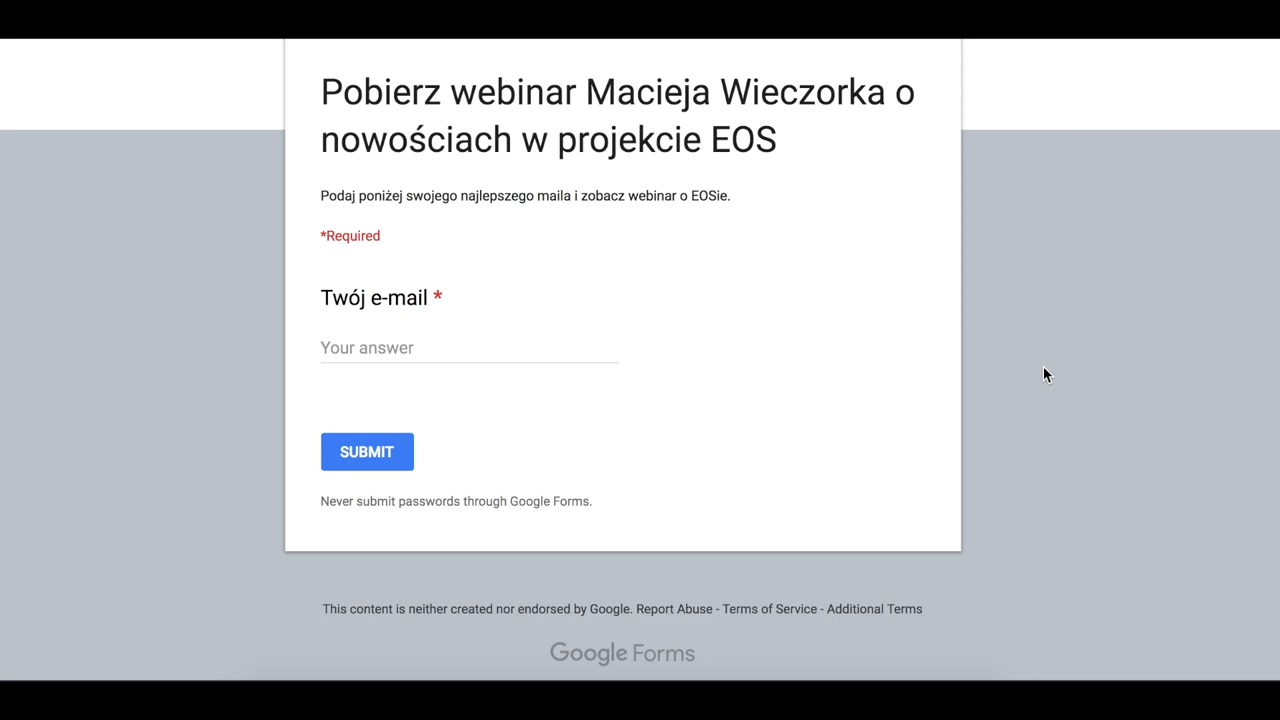 Pobierz webinar Macieja Wieczorka o
nowościach w projekcie EOS
Podaj poniżej swojego najlepszego maila i zobacz webinar o EOSie.
*Required
Twój e-mail *
Your answer
SUBMIT
Never submit passwords through Google Forms.
This content is neither created nor endorsed by Google. Report Abuse - Terms of Service - Additional Terms
Google Forms